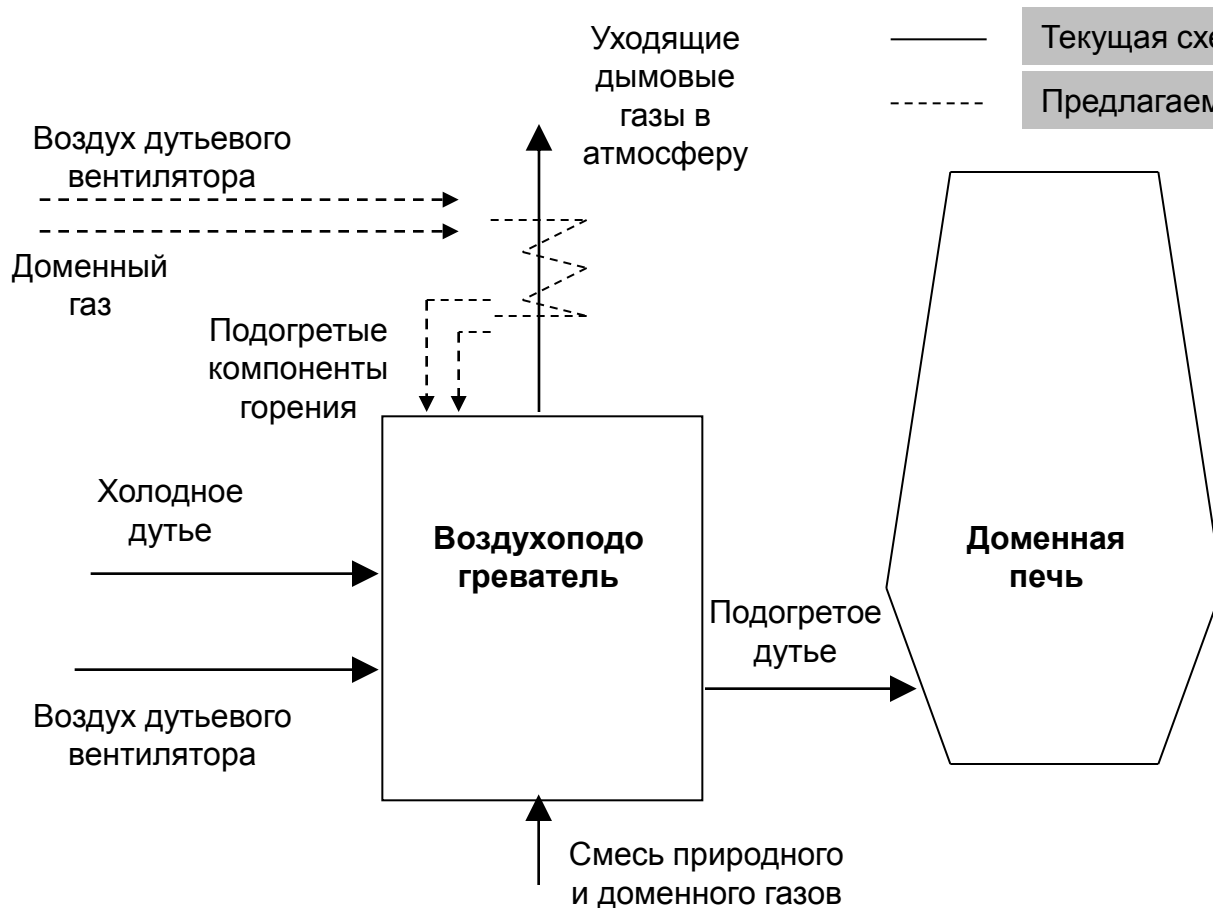 Уходящие
дымовые
газы в
атмосферу
Текущая
Предлагаем
Воздух дутьевого
вентилятора
Доменный
газ
Подогретые
компоненты
горения
Холодное
дутье
Воздухоподо
греватель
Доменная
печь
Подогретое
дутье
Воздух дутьевого
вентилятора
Смесь природного
и доменного газов